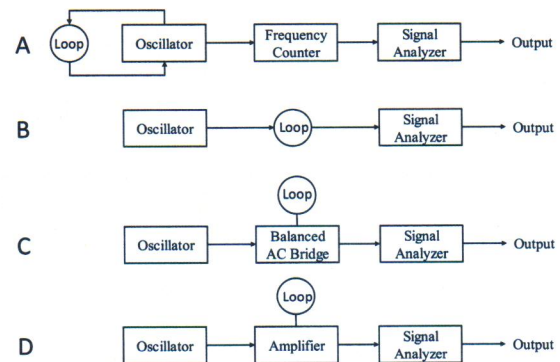 A
Loop
Oscillator
Frequency
Counter
Signal
Analyzer
Output
B
Oscillator
Loop
Signal
Analyzer
Output
Loop
C
Oscillator
Balanced
AC Bridge
Signal
Analyzer
Output
Loop
D
Oscillator
Amplifier
Signal
Analyzer
Output